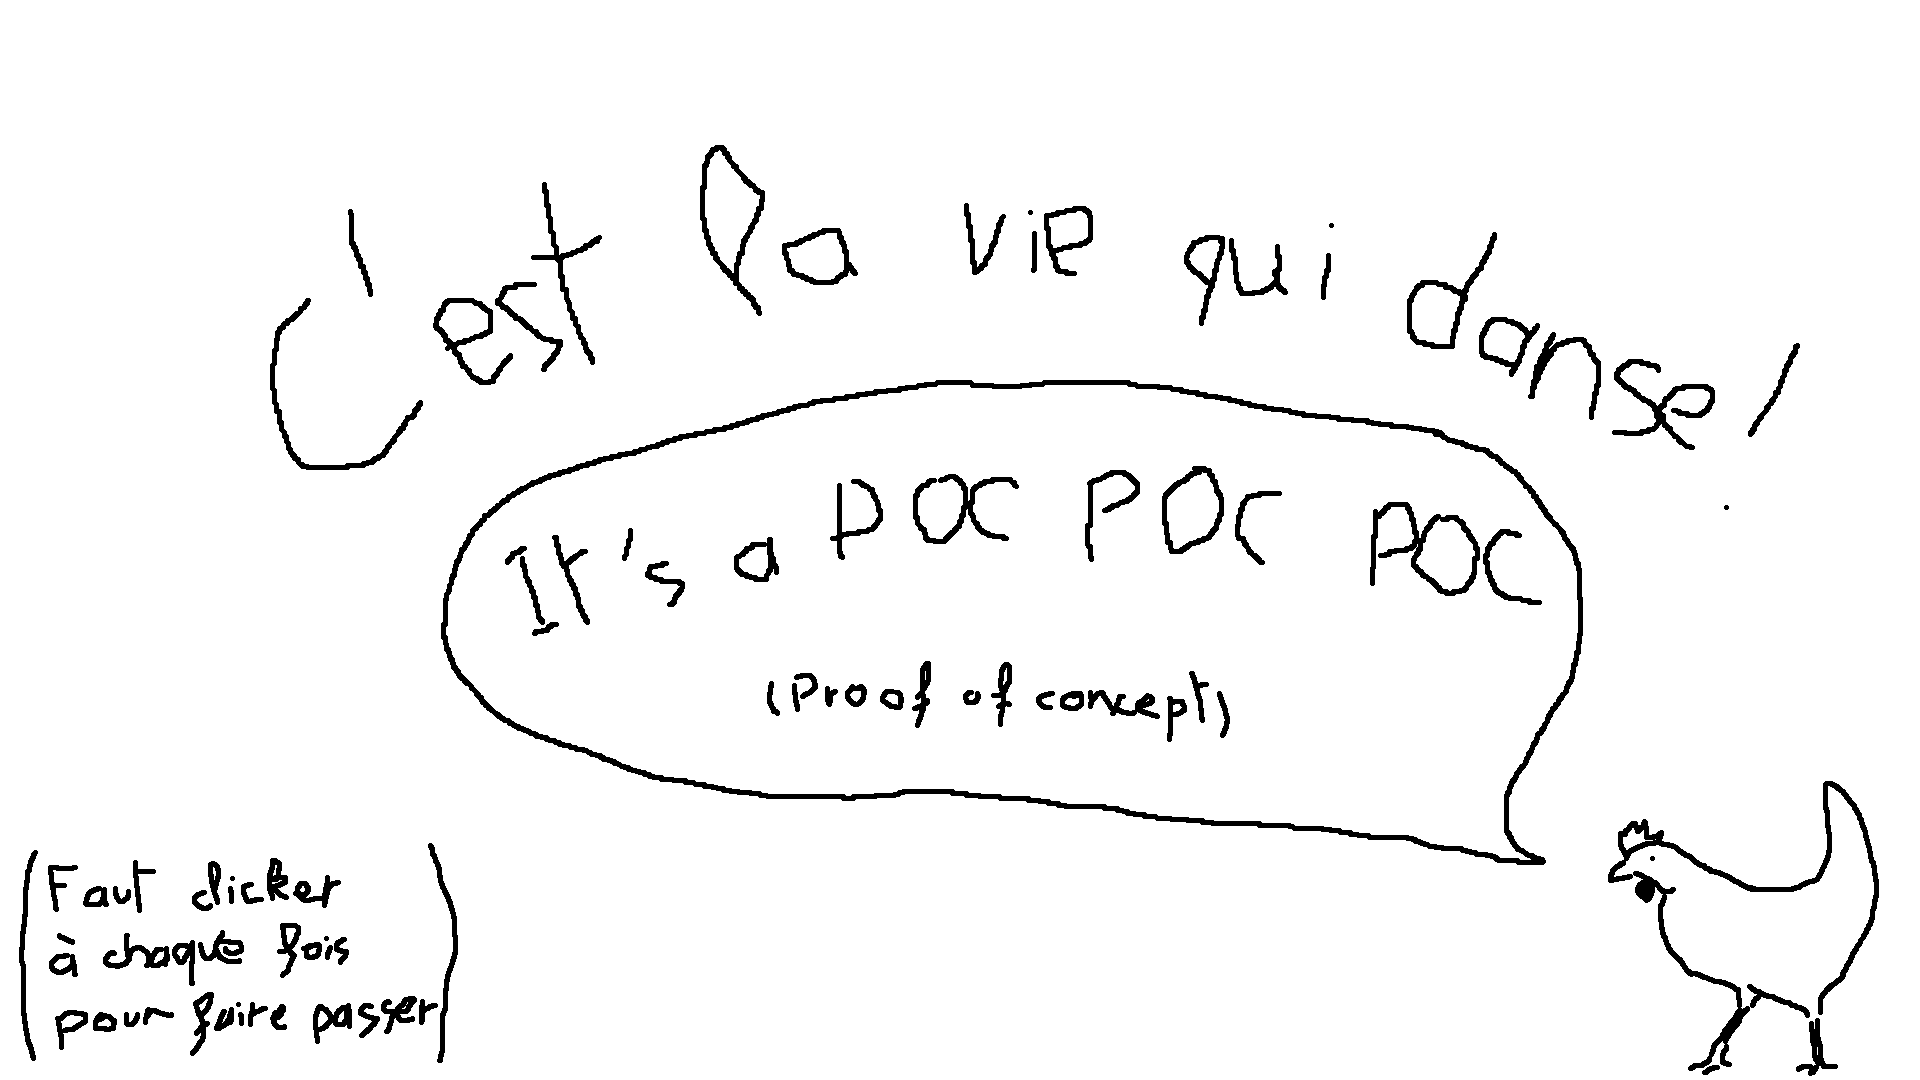 C'est la vie qui danse !
It's a POC POC POC
(Proof of concept)
(Faut clicker
à chaque fois
pour faire passer)